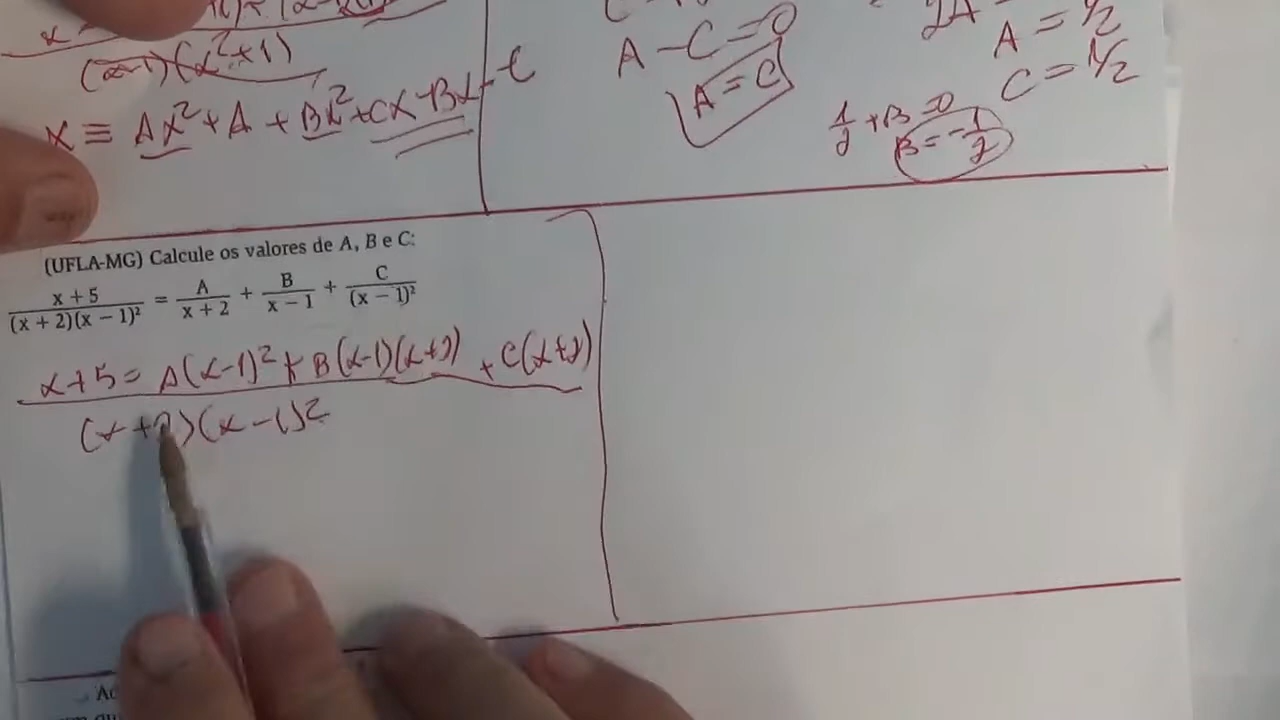 (x-1)(x²+1)
x ≡ Ax² + A + Bx² + Cx - Bx - C
A - C = 0
A = C
2A
A = 1/2
C = 1/2
1/2 + B = 0
B = -1/2
(UFLA-MG) Calcule os valores de A, B e C:
x + 5 / (x + 2)(x − 1)² = A / x + 2 + B / x − 1 + C / (x − 1)²
x+5 = A(x-1)² + B(x-1)(x+2) + C(x+2)
(x+2)(x-1)²